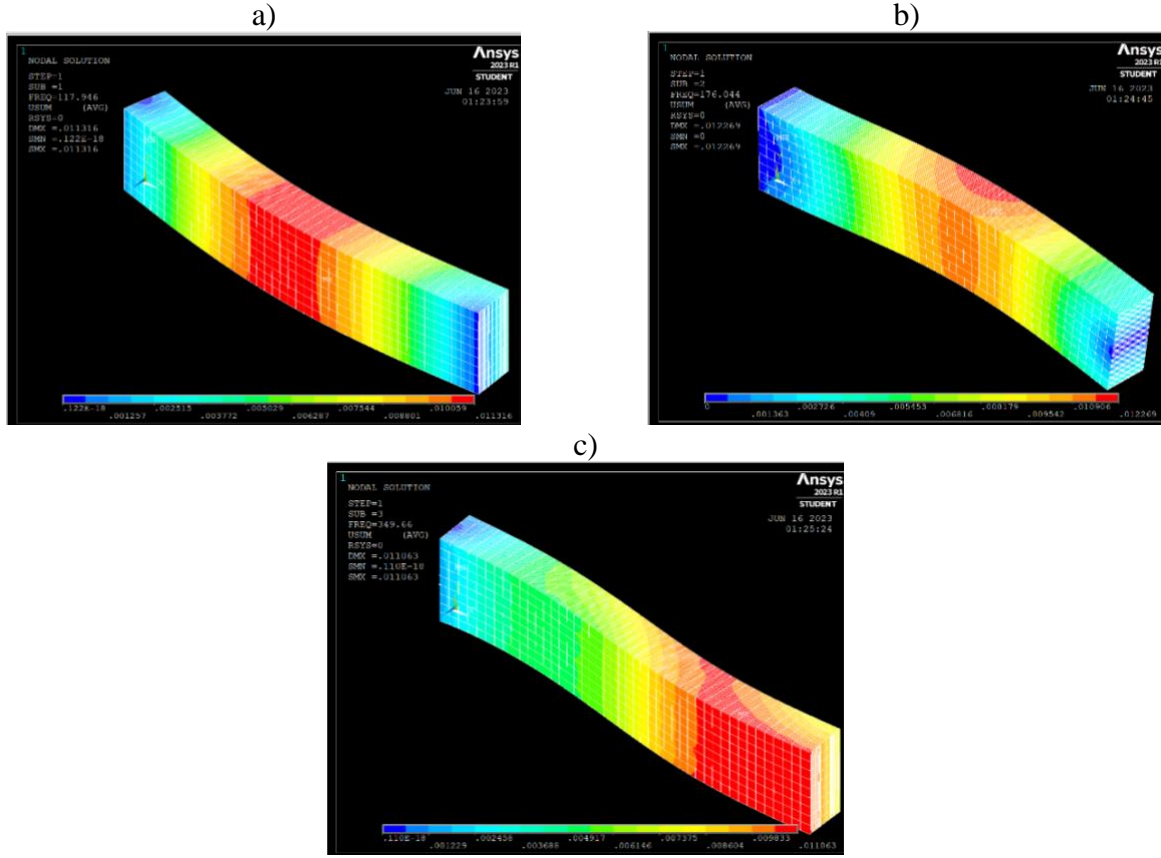 a)
1
NODAL SOLUTION
STEP=1
SUB =1
FREQ=117.946
USUM (AVG)
RSYS=0
DMX =.011316
SMN =.122E-18
SMX =.011316
Ansys
2023 R1
STUDENT
JUN 16 2023
01:23:59
.122E-18 .002515 .005029 .007544 .010059
.001257 .003772 .006287 .008801 .011316
b)
1
NODAL SOLUTION
STEP=1
SUB =2
FREQ=176.044
USUM (AVG)
RSYS=0
DMX =.012269
SMN =0
SMX =.012269
Ansys
2023 R1
STUDENT
JUN 16 2023
01:24:45
0 .002726 .005453 .008179 .010906
.001363 .00409 .006816 .009542 .012269
c)
1
NODAL SOLUTION
STEP=1
SUB =3
FREQ=349.66
USUM (AVG)
RSYS=0
DMX =.011063
SMN =.110E-18
SMX =.011063
Ansys
2023 R1
STUDENT
JUN 16 2023
01:25:24
.110E-18 .002458 .004917 .007375 .009833
.001229 .003688 .006146 .008604 .011063